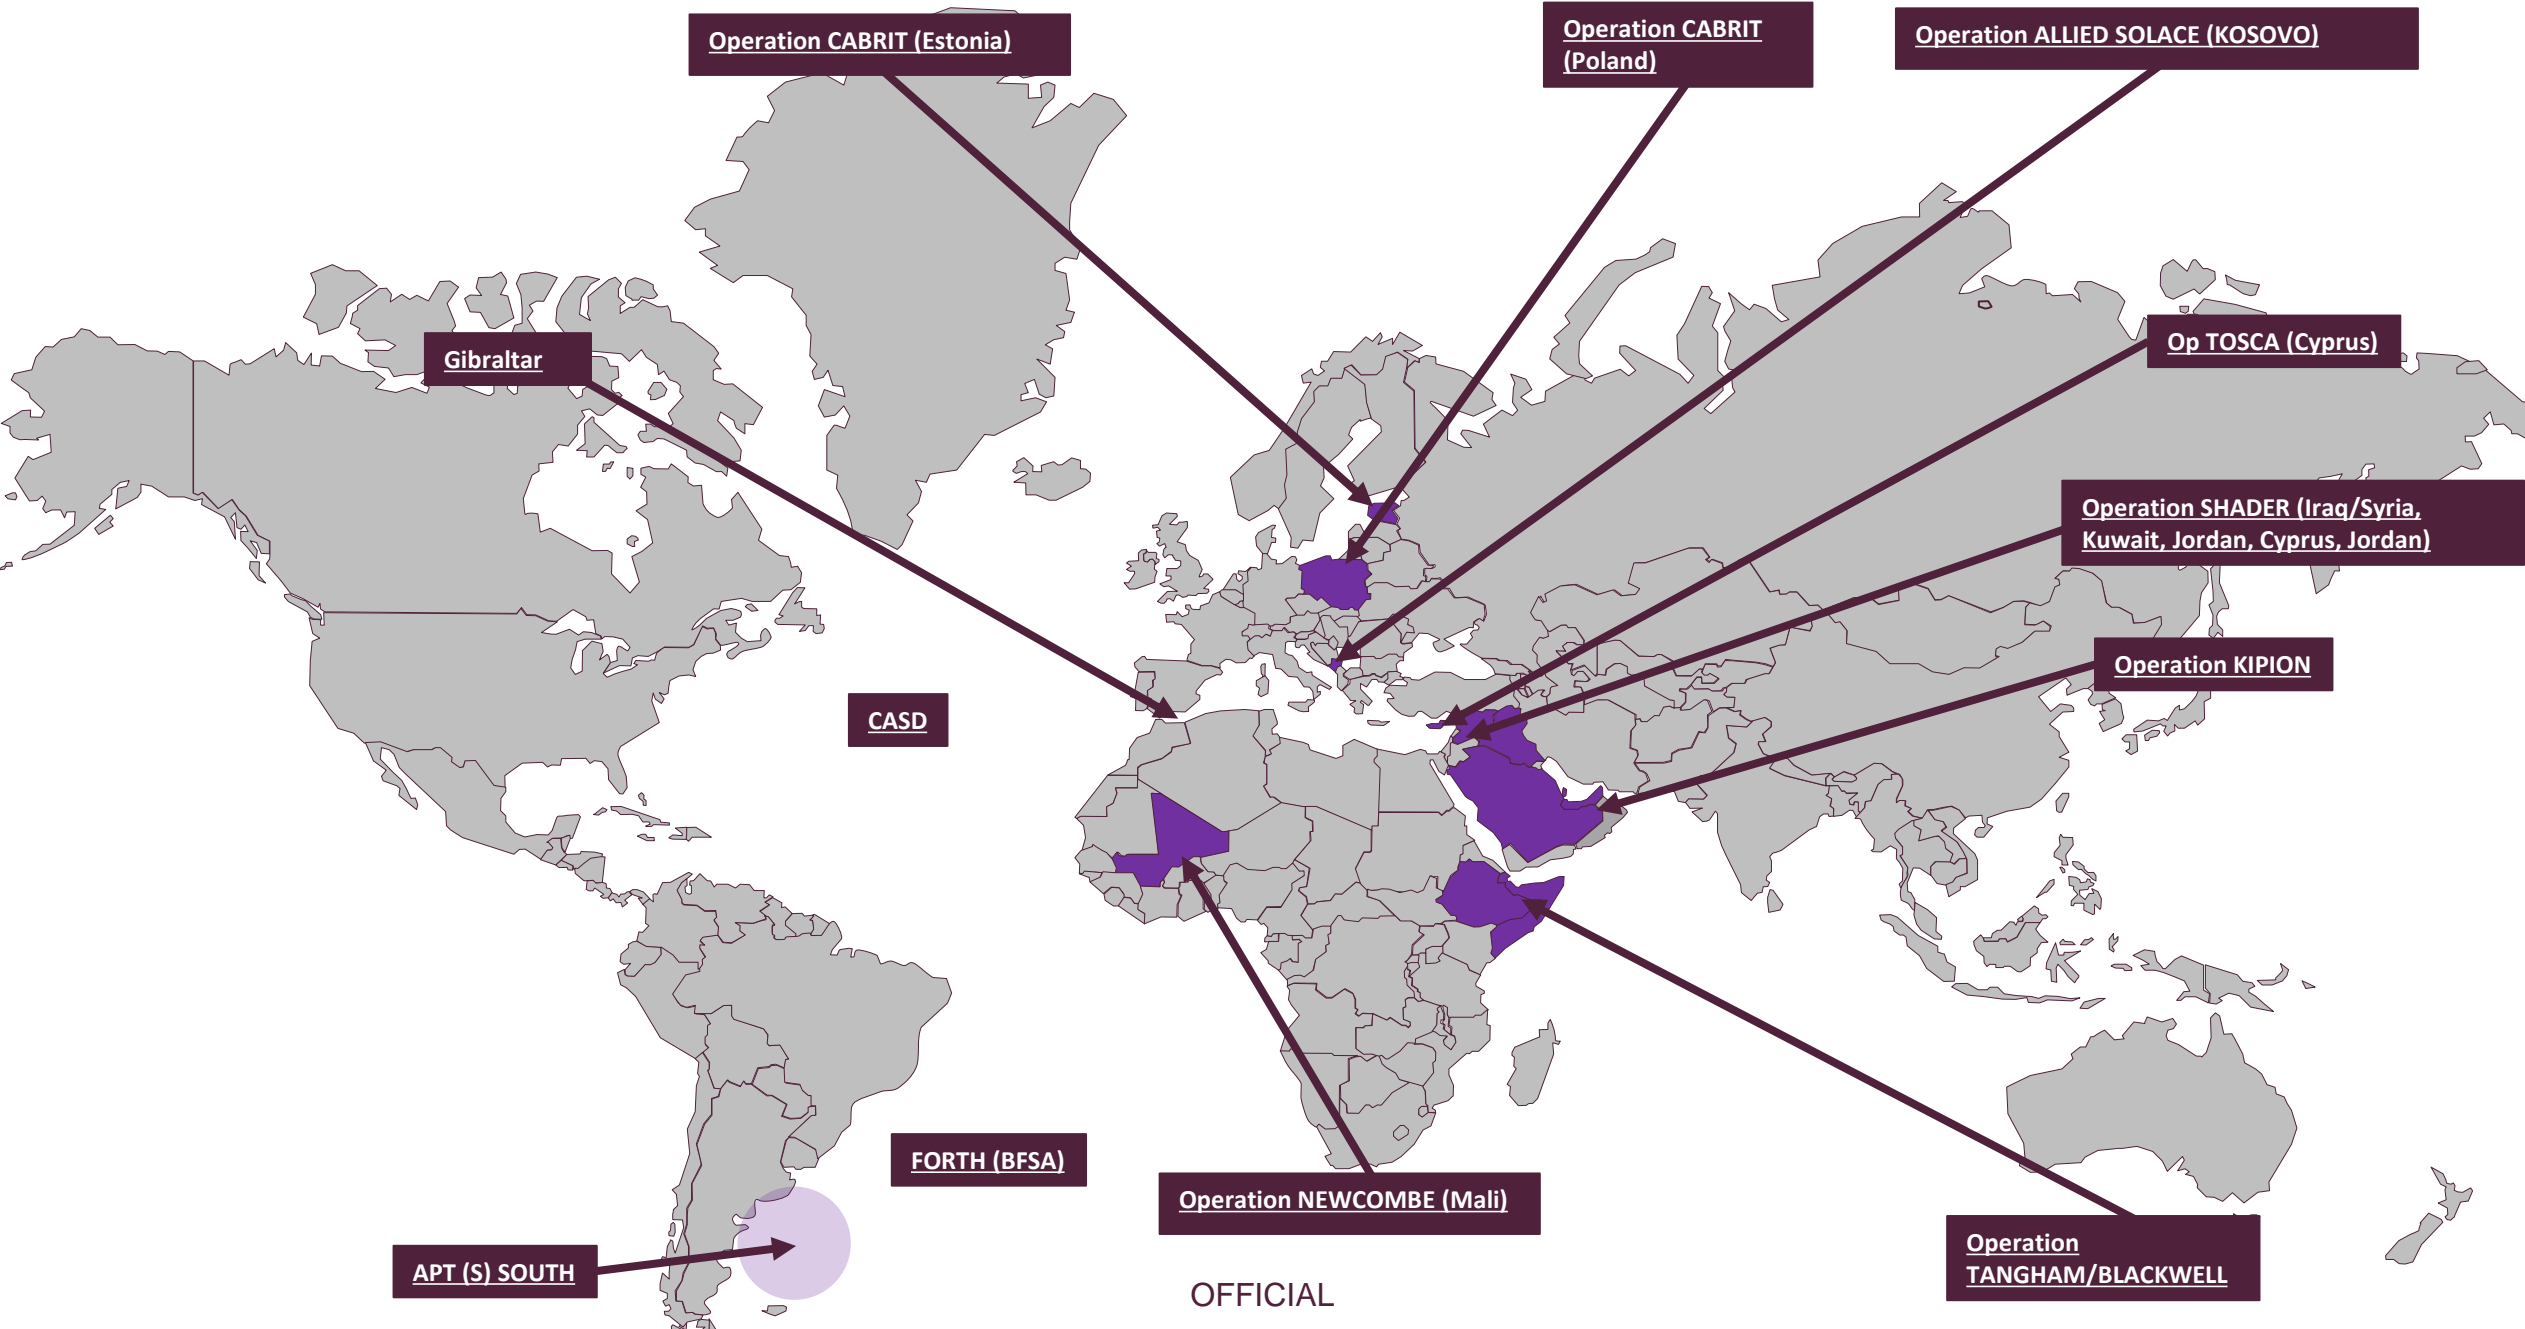 Operation CABRIT (Estonia)
Operation CABRIT
(Poland)
Operation ALLIED SOLACE (KOSOVO)
Gibraltar
Op TOSCA (Cyprus)
Operation SHADER (Iraq/Syria,
Kuwait, Jordan, Cyprus, Jordan)
Operation KIPION
CASD
FORTH (BFSA)
Operation NEWCOMBE (Mali)
APT (S) SOUTH
Operation
TANGHAM/BLACKWELL
OFFICIAL